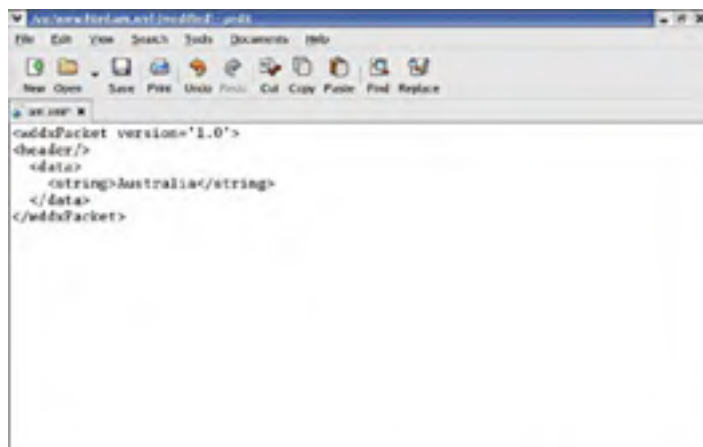 File Edit View Search Tools Documents Help
New Open Save Print Undo Redo Cut Copy Paste Find Replace
<wddxPacket version='1.0'>
<header/>
<data>
<string>Australia</string>
</data>
</wddxPacket>